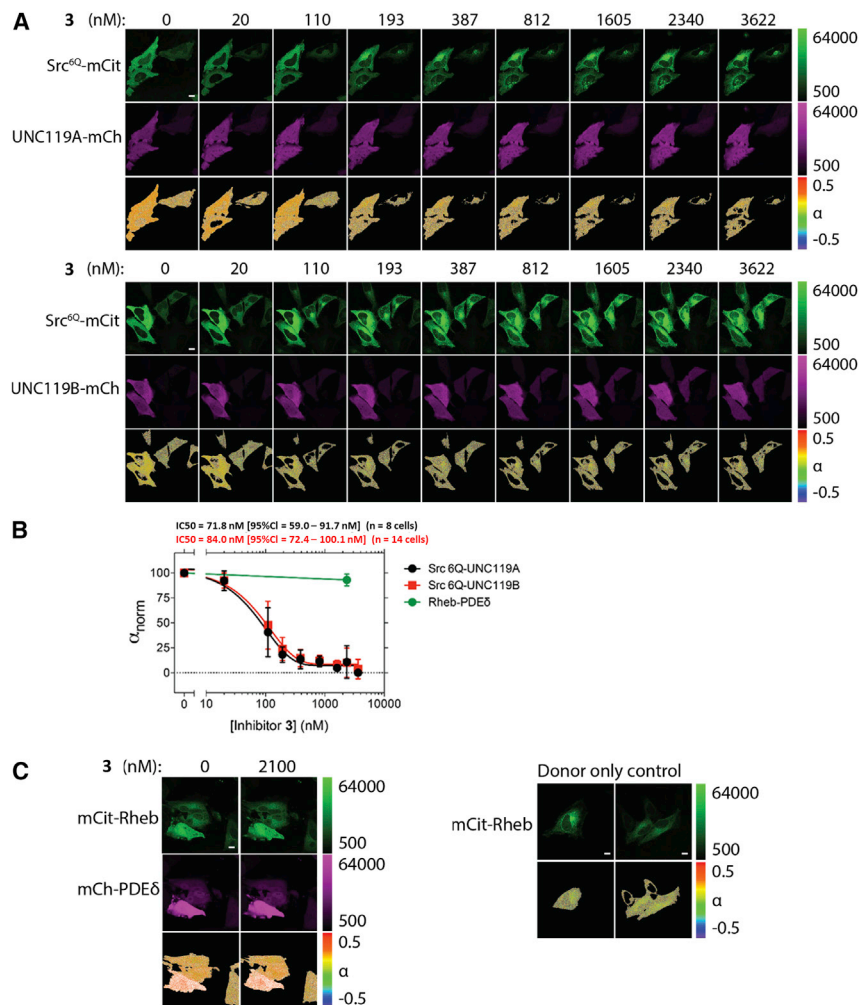 A
3 (nM): 0 20 110 193 387 812 1605 2340 3622
Src6Q-mCit
64000
500
UNC119A-mCh
64000
500
0.5
α
-0.5
3 (nM): 0 20 110 193 387 812 1605 2340 3622
Src6Q-mCit
64000
500
UNC119B-mCh
64000
500
0.5
α
-0.5
B
IC50 = 71.8 nM [95%CI = 59.0 – 91.7 nM] (n = 8 cells)
IC50 = 84.0 nM [95%CI = 72.4 – 100.1 nM] (n = 14 cells)
αnorm
100
75
50
25
0
0 10 100 1000 10000
[Inhibitor 3] (nM)
Src 6Q-UNC119A
Src 6Q-UNC119B
Rheb-PDEδ
C
3 (nM): 0 2100
mCit-Rheb
64000
500
mCh-PDEδ
64000
500
0.5
α
-0.5
Donor only control
mCit-Rheb
64000
500
0.5
α
-0.5